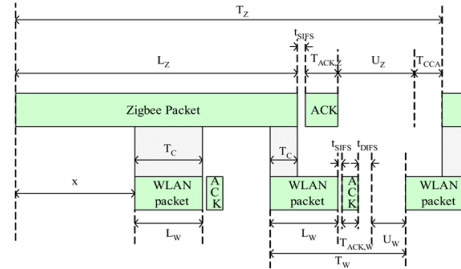 T_Z
t_SIFS
L_Z
T_ACK,Z
U_Z
T_CCA
Zigbee Packet
ACK
T_C
T_C
t_SIFS
t_DIFS
x
WLAN packet
A C K
WLAN packet
A C K
WLAN packet
L_W
L_W
T_ACK,W
U_W
T_W